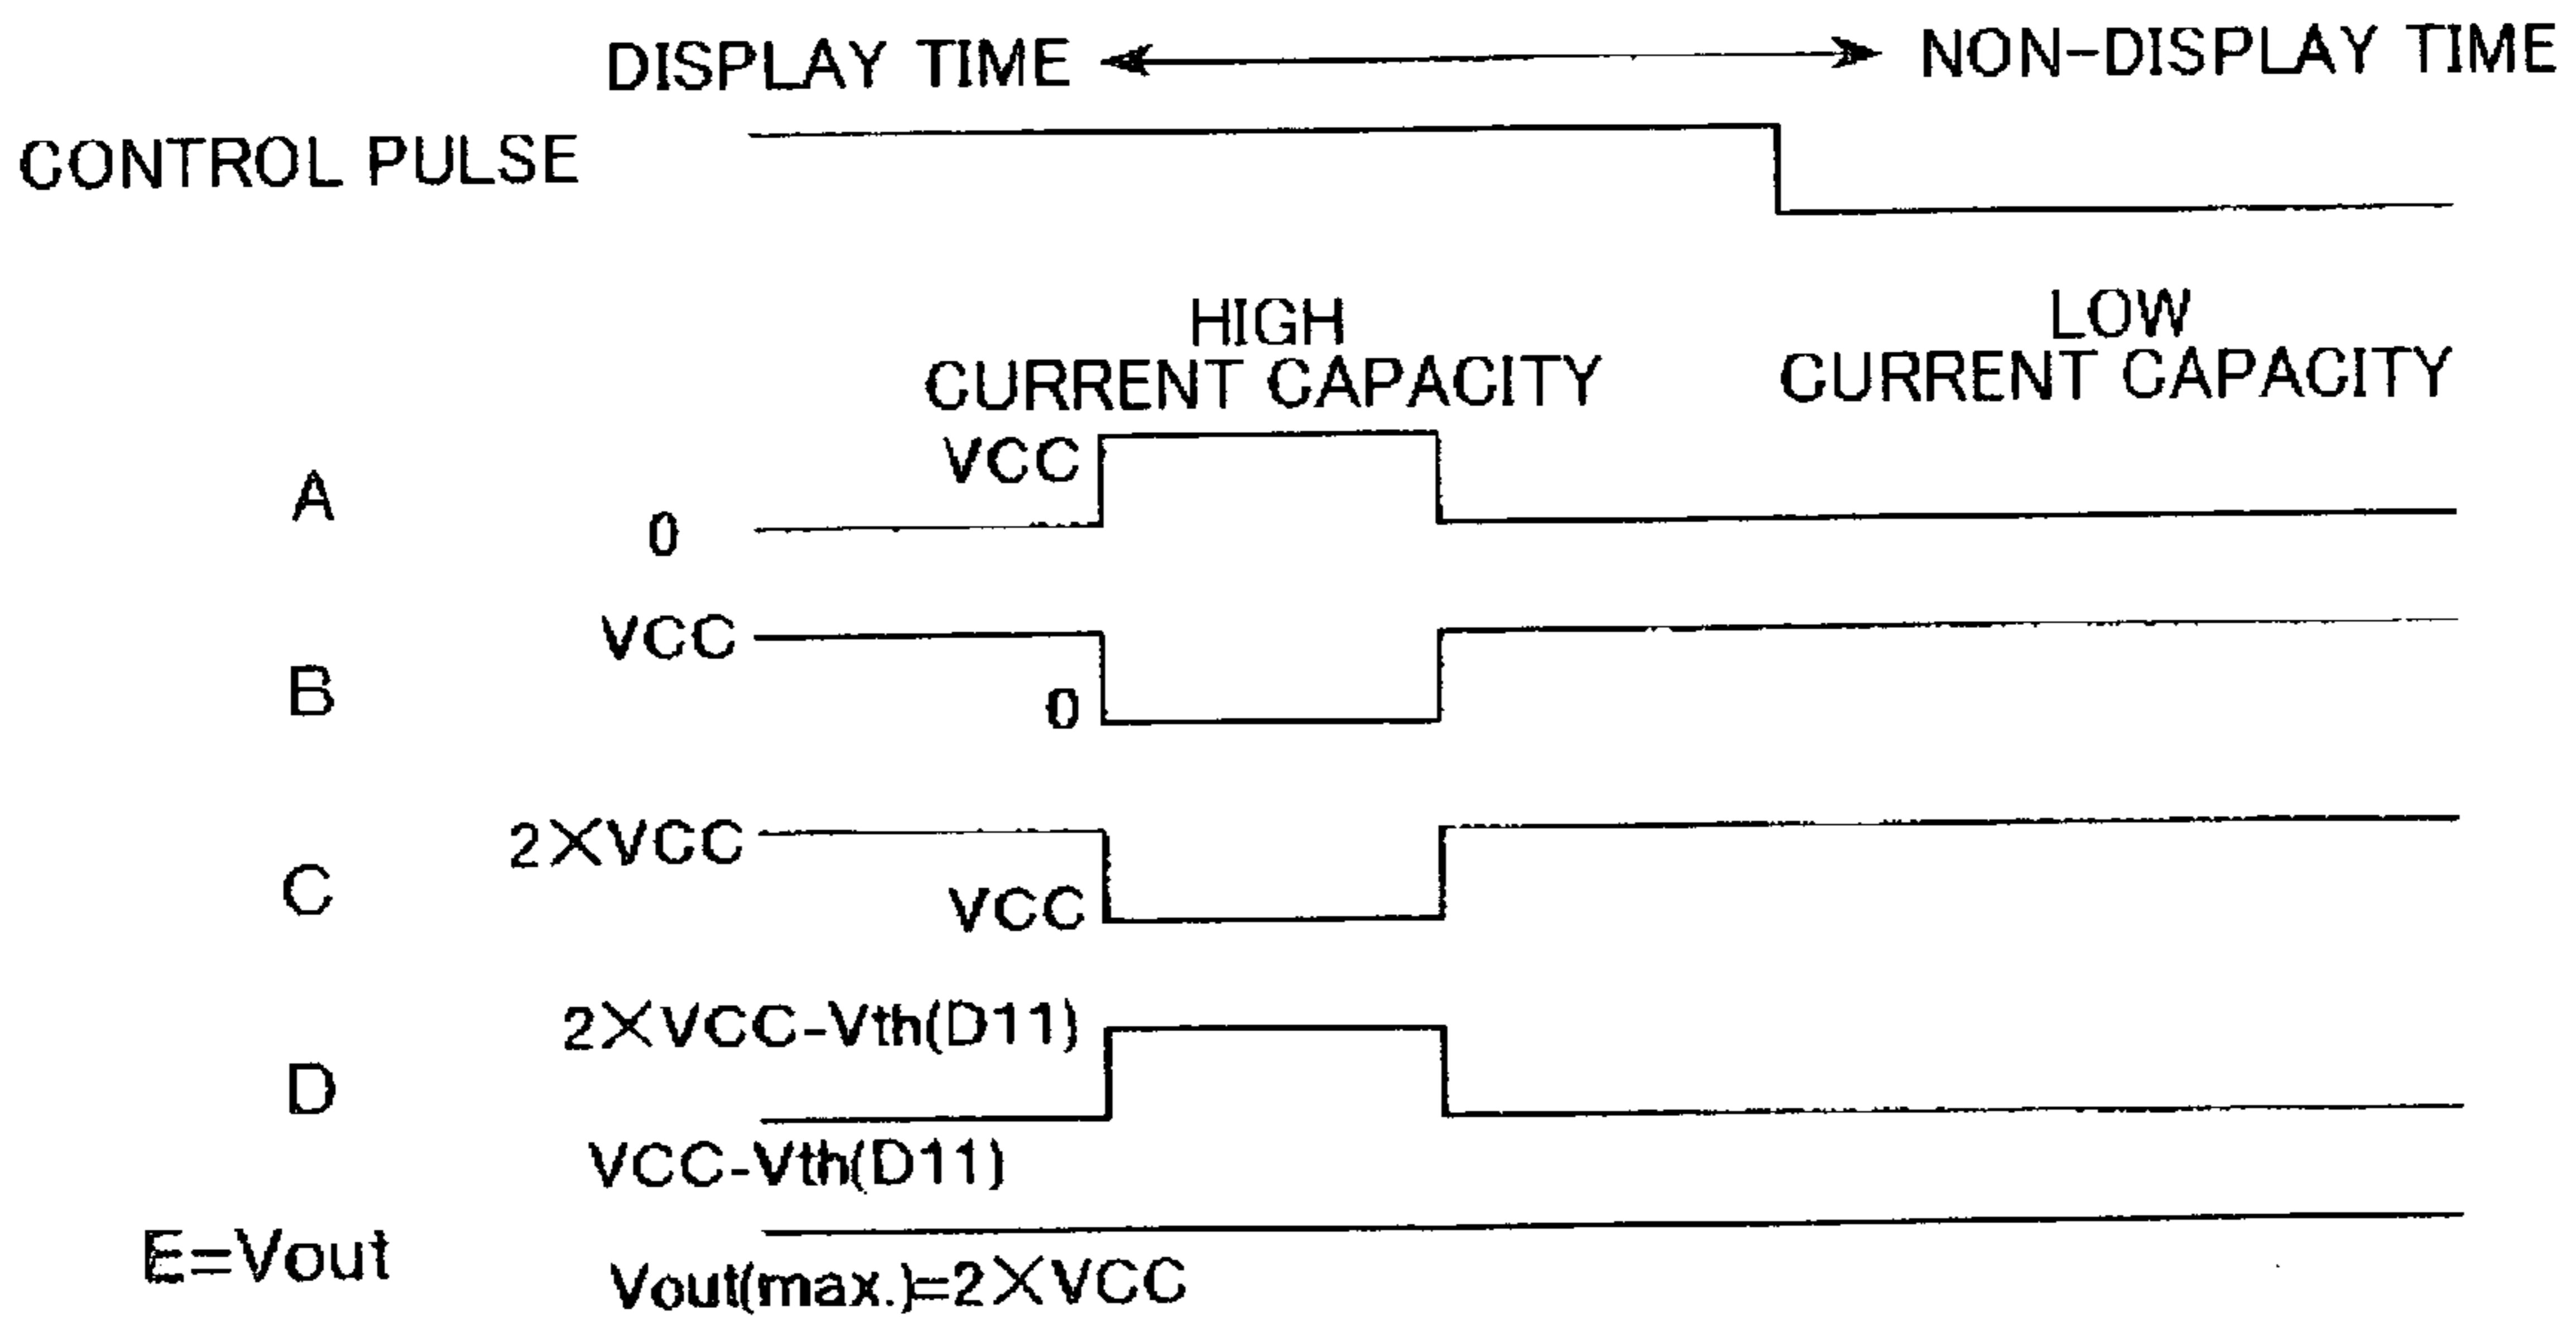 DISPLAY TIME NON-DISPLAY TIME
CONTROL PULSE
HIGH
CURRENT CAPACITY
LOW
CURRENT CAPACITY
A
VCC
0
B
VCC
0
C
2×VCC
VCC
D
2×VCC-Vth(D11)
VCC-Vth(D11)
E=Vout
Vout(max.)=2×VCC